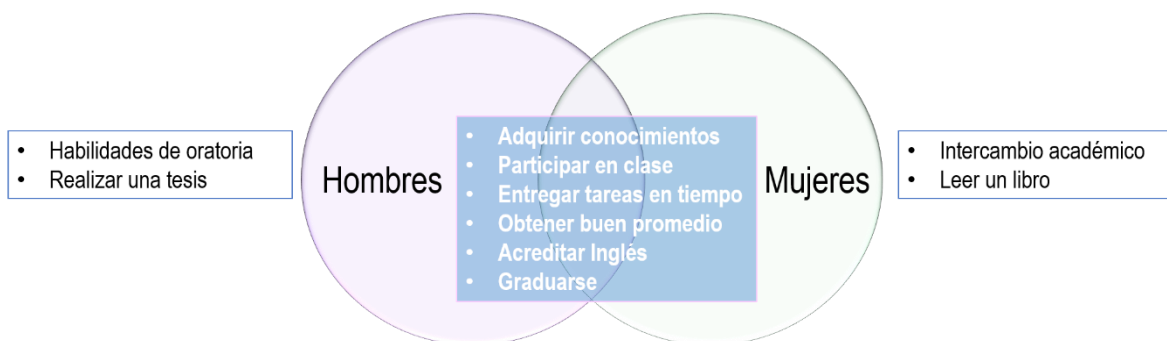 • Habilidades de oratoria
• Realizar una tesis
Hombres
• Adquirir conocimientos
• Participar en clase
• Entregar tareas en tiempo
• Obtener buen promedio
• Acreditar Inglés
• Graduarse
Mujeres
• Intercambio académico
• Leer un libro